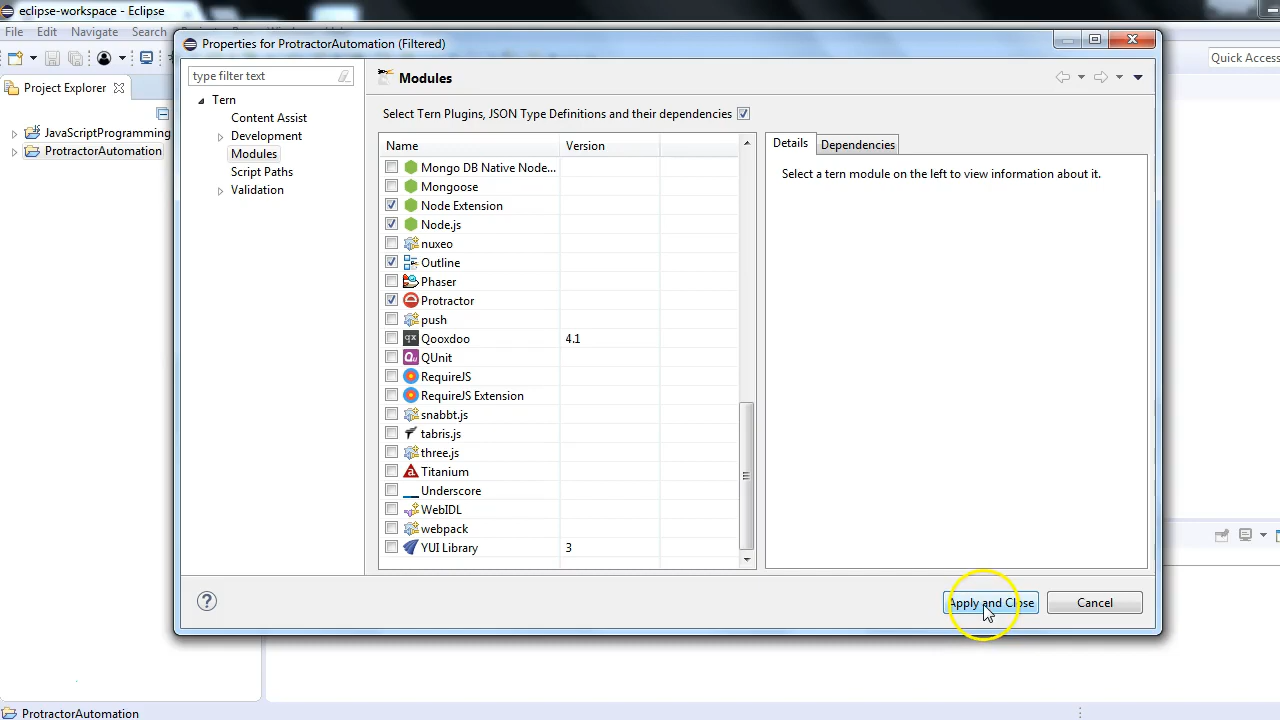 eclipse-workspace - Eclipse
File Edit Navigate Search
Quick Access
Project Explorer
JavaScriptProgramming
ProtractorAutomation
Properties for ProtractorAutomation (Filtered)
type filter text
Tern
Content Assist
Development
Modules
Script Paths
Validation
Modules
Select Tern Plugins, JSON Type Definitions and their dependencies
Name Version
Mongo DB Native Node...
Mongoose
Node Extension
Node.js
nuxeo
Outline
Phaser
Protractor
push
Qooxdoo 4.1
QUnit
RequireJS
RequireJS Extension
snabbt.js
tabris.js
three.js
Titanium
Underscore
WebIDL
webpack
YUI Library 3
Details Dependencies
Select a tern module on the left to view information about it.
Apply and Close Cancel
ProtractorAutomation